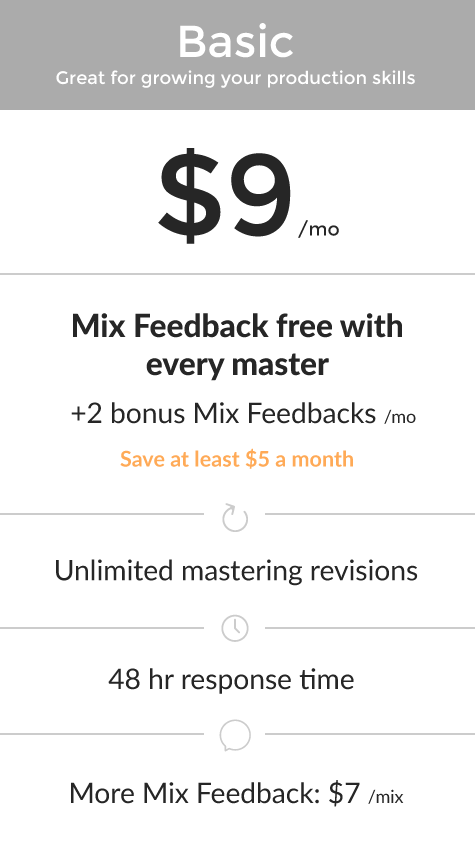 Basic
Great for growing your production skills
$9 /mo
Mix Feedback free with
every master
+2 bonus Mix Feedbacks /mo
Save at least $5 a month
Unlimited mastering revisions
48 hr response time
More Mix Feedback: $7 /mix